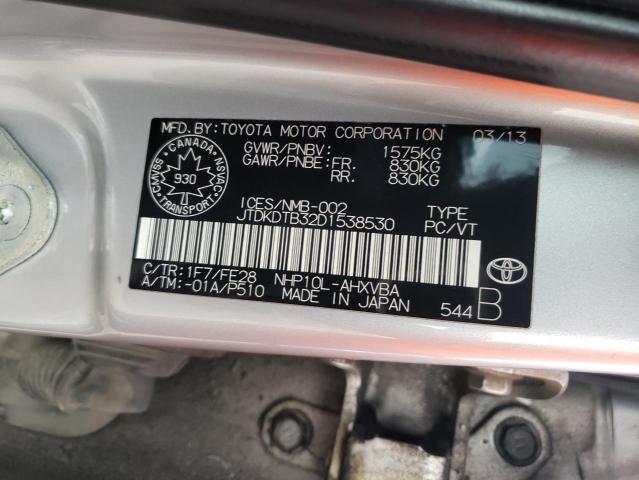 MFD. BY: TOYOTA MOTOR CORPORATION 03/13
GVWR/PNBV: 1575KG
GAWR/PNBE: FR. 830KG
RR. 830KG
CMVSS CANADA NSVAC
930
TRANSPORT
ICES/NMB-002 TYPE
JTDKDTB32D1538530 PC/VT
C/TR: 1F7/FE28 NHP10L-AHXVBA
A/TM: -01A/P510 MADE IN JAPAN 544 B